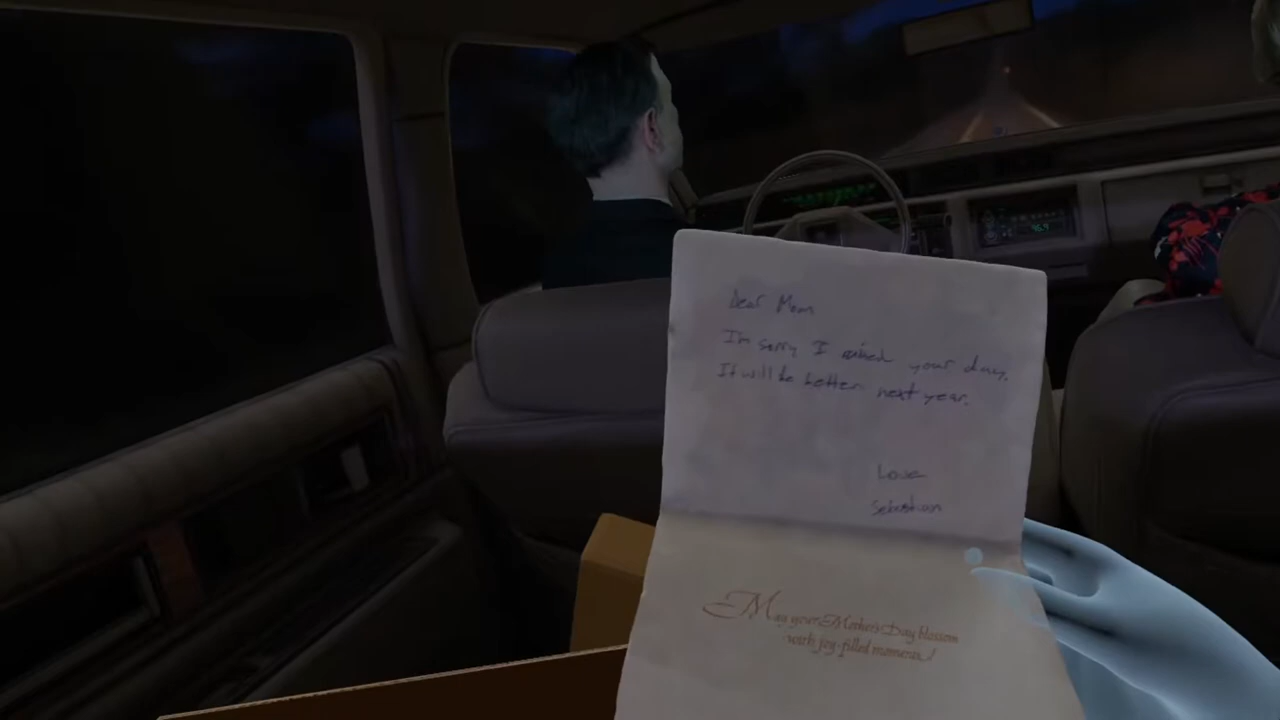 Dear Mom
I'm sorry I ruined your day.
It will be better next year.
Love
Sebastian
May your Mother's Day blossom
with joy-filled moments!